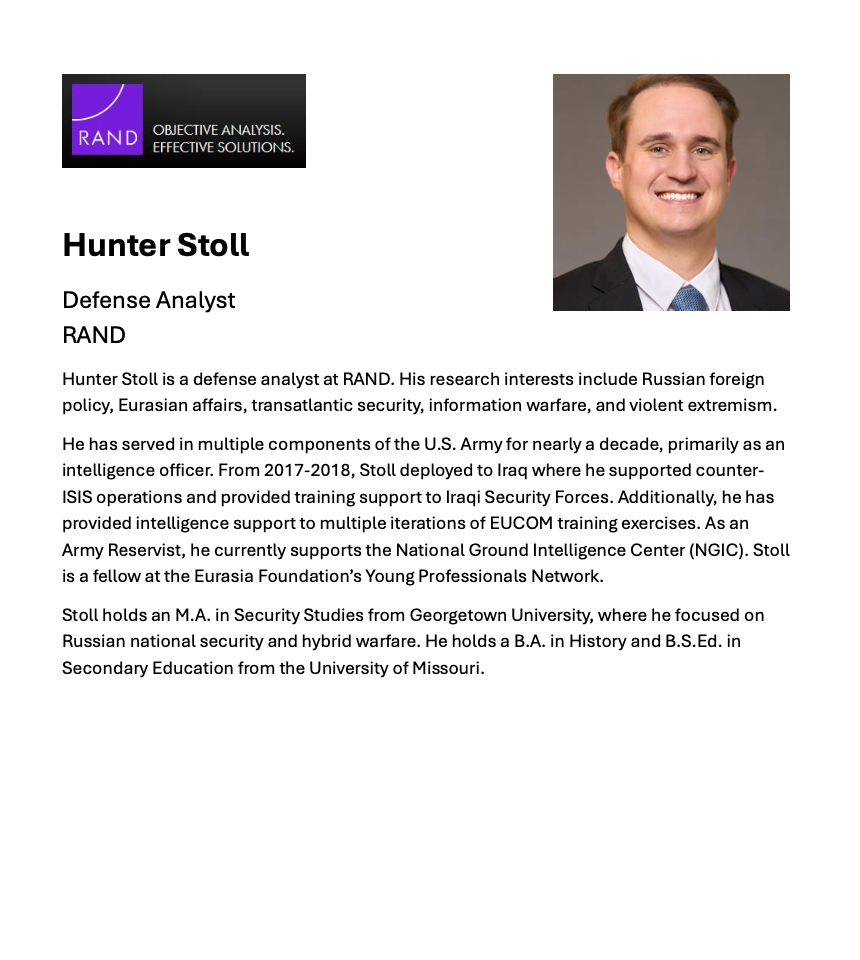 RAND
OBJECTIVE ANALYSIS.
EFFECTIVE SOLUTIONS.
Hunter Stoll
Defense Analyst
RAND
Hunter Stoll is a defense analyst at RAND. His research interests include Russian foreign
policy, Eurasian affairs, transatlantic security, information warfare, and violent extremism.
He has served in multiple components of the U.S. Army for nearly a decade, primarily as an
intelligence officer. From 2017-2018, Stoll deployed to Iraq where he supported counter-
ISIS operations and provided training support to Iraqi Security Forces. Additionally, he has
provided intelligence support to multiple iterations of EUCOM training exercises. As an
Army Reservist, he currently supports the National Ground Intelligence Center (NGIC). Stoll
is a fellow at the Eurasia Foundation’s Young Professionals Network.
Stoll holds an M.A. in Security Studies from Georgetown University, where he focused on
Russian national security and hybrid warfare. He holds a B.A. in History and B.S.Ed. in
Secondary Education from the University of Missouri.